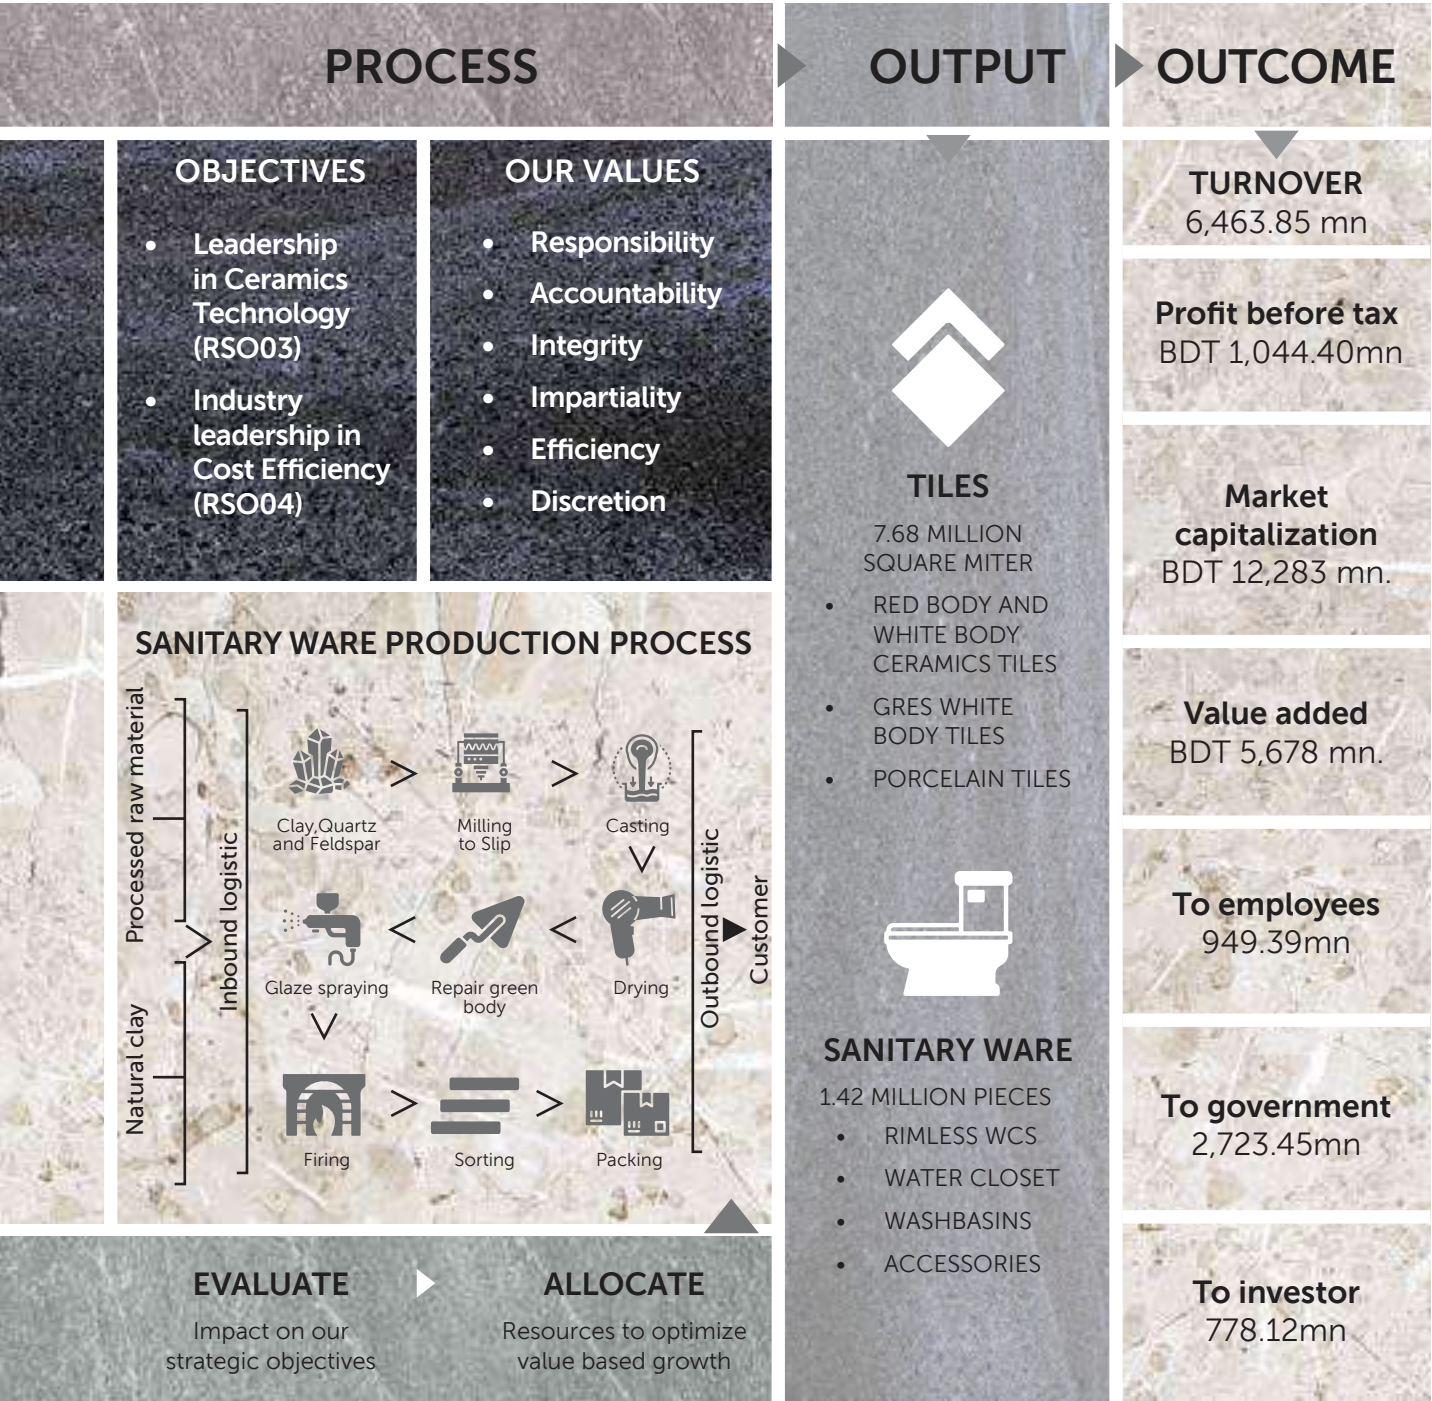 PROCESS
OUTPUT
OUTCOME
OBJECTIVES
• Leadership
in Ceramics
Technology
(RSO03)
• Industry
leadership in
Cost Efficiency
(RSO04)
OUR VALUES
• Responsibility
• Accountability
• Integrity
• Impartiality
• Efficiency
• Discretion
SANITARY WARE PRODUCTION PROCESS
Processed raw material
Natural clay
Inbound logistic
Clay,Quartz
and Feldspar
>
Milling
to Slip
>
Casting
Glaze spraying
<
Repair green
body
<
Drying
Firing
>
Sorting
>
Packing
Outbound logistic
Customer
EVALUATE
Impact on our
strategic objectives
ALLOCATE
Resources to optimize
value based growth
TILES
7.68 MILLION
SQUARE MITER
• RED BODY AND
WHITE BODY
CERAMICS TILES
• GRES WHITE
BODY TILES
• PORCELAIN TILES
SANITARY WARE
1.42 MILLION PIECES
• RIMLESS WCS
• WATER CLOSET
• WASHBASINS
• ACCESSORIES
TURNOVER
6,463.85 mn
Profit before tax
BDT 1,044.40mn
Market
capitalization
BDT 12,283 mn.
Value added
BDT 5,678 mn.
To employees
949.39mn
To government
2,723.45mn
To investor
778.12mn